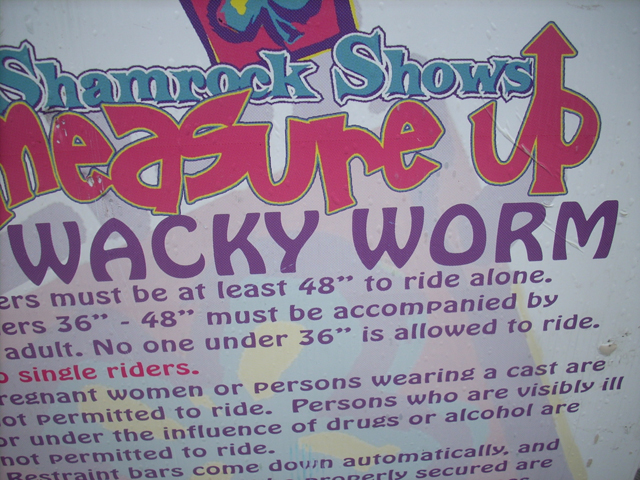 Shamrock Shows
measure up
WACKY WORM
ers must be at least 48” to ride alone.
ers 36” - 48” must be accompanied by
adult. No one under 36” is allowed to ride.
o single riders.
regnant women or persons wearing a cast are
ot permitted to ride. Persons who are visibly ill
or under the influence of drugs or alcohol are
not permitted to ride.
Restraint bars come down automatically, and
properly secured are